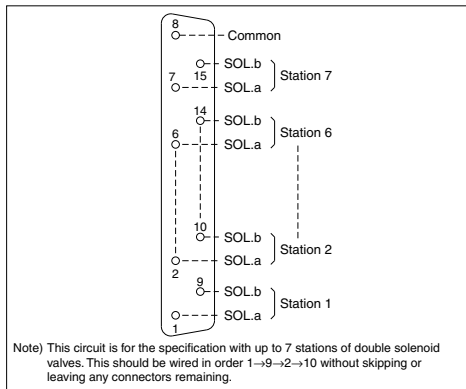 8
Common
SOL.b
15
Station 7
7
SOL.a
14
SOL.b
6
Station 6
SOL.a
10
SOL.b
Station 2
SOL.a
2
9
SOL.b
Station 1
SOL.a
1
Note) This circuit is for the specification with up to 7 stations of double solenoid
valves. This should be wired in order 1→9→2→10 without skipping or
leaving any connectors remaining.